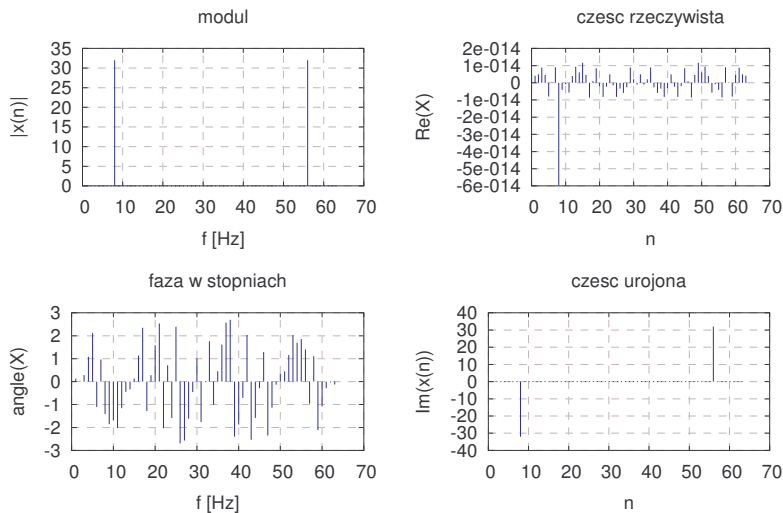 modul
35
30
25
20
15
10
5
0
|x(n)|
0 10 20 30 40 50 60 70
f [Hz]
czesc rzeczywista
2e-014
1e-014
0
-1e-014
-2e-014
-3e-014
-4e-014
-5e-014
-6e-014
Re(X)
0 10 20 30 40 50 60 70
n
faza w stopniach
3
2
1
0
-1
-2
-3
angle(X)
0 10 20 30 40 50 60 70
f [Hz]
czesc urojona
40
30
20
10
0
-10
-20
-30
-40
Im(x(n))
0 10 20 30 40 50 60 70
n